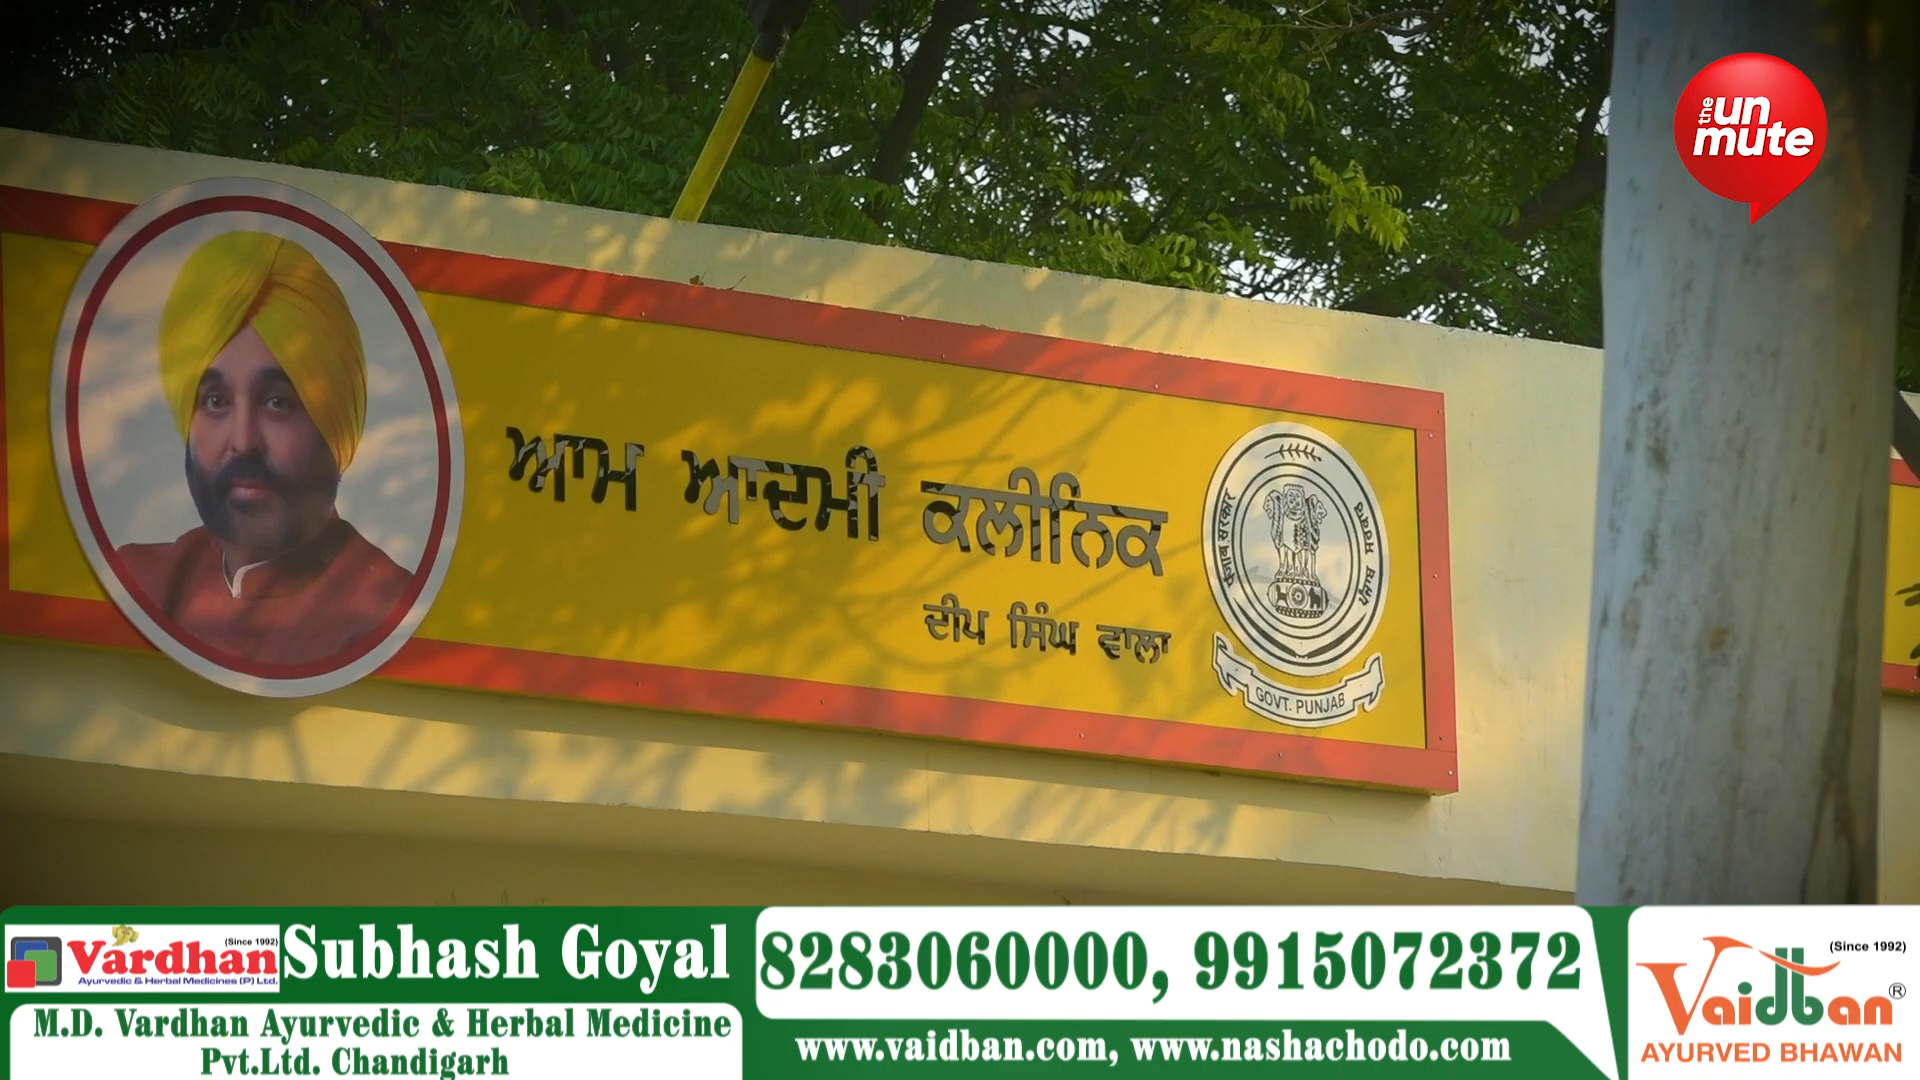 the un
mute
ਆਮ ਆਦਮੀ ਕਲੀਨਿਕ
ਦੀਪ ਸਿੰਘ ਵਾਲਾ
ਪੰਜਾਬ ਸਰਕਾਰ
GOVT. PUNJAB
Vardhan (Since 1992)
Ayurvedic & Herbal Medicines (P) Ltd.
Subhash Goyal
M.D. Vardhan Ayurvedic & Herbal Medicine
Pvt.Ltd. Chandigarh
8283060000, 9915072372
www.vaidban.com, www.nashachodo.com
(Since 1992)
Vaidban®
AYURVED BHAWAN